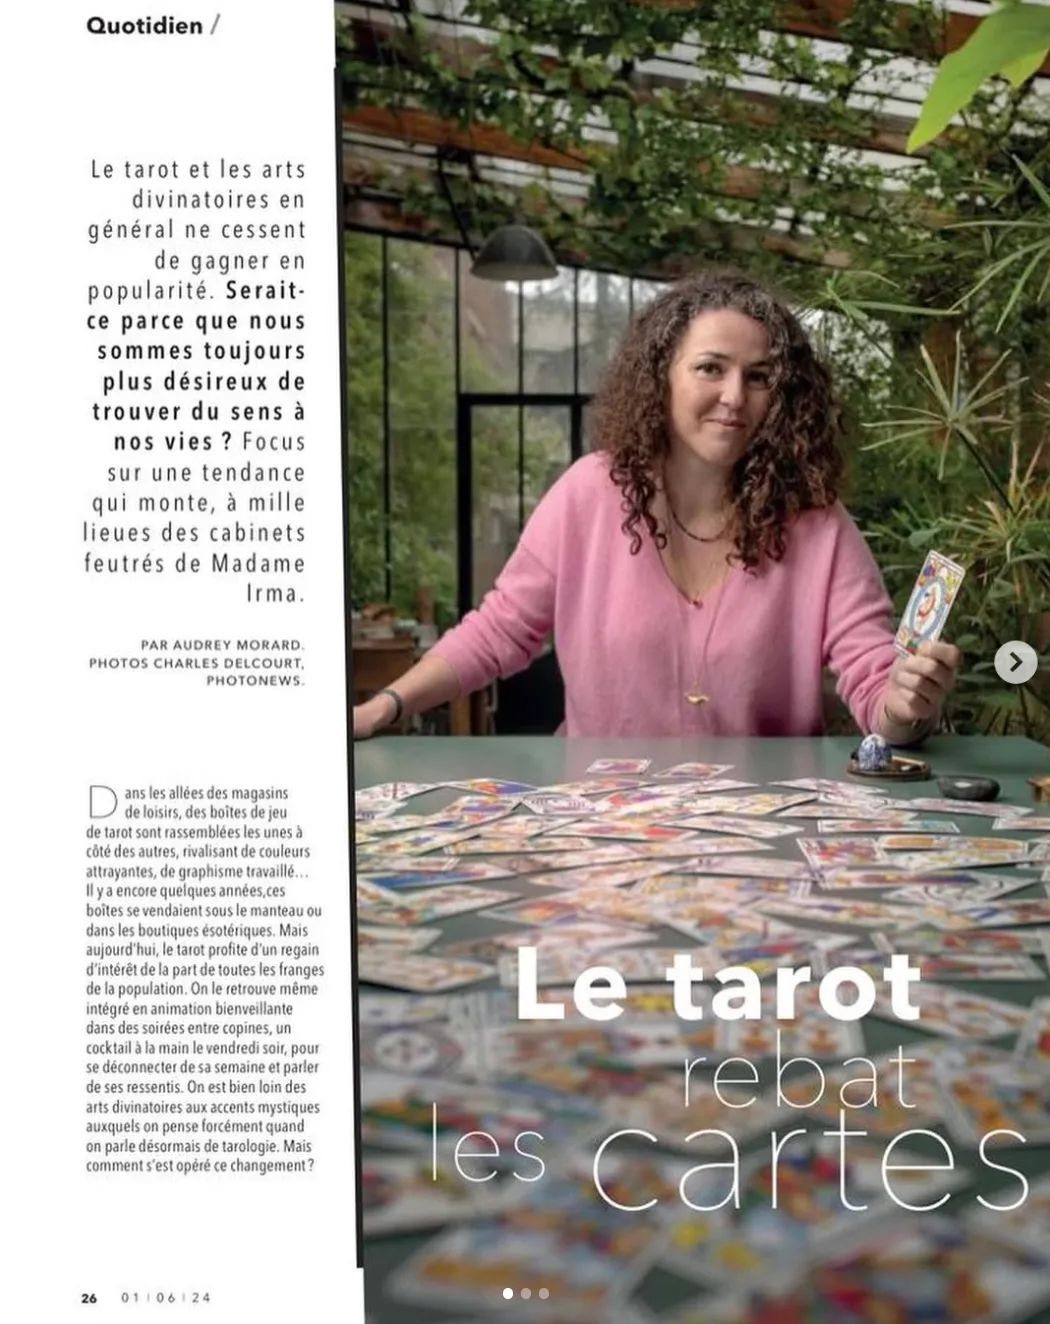 Quotidien /
Le tarot et les arts
divinatoires en
général ne cessent
de gagner en
popularité. Serait-
ce parce que nous
sommes toujours
plus désireux de
trouver du sens à
nos vies ? Focus
sur une tendance
qui monte, à mille
lieues des cabinets
feutrés de Madame
Irma.
PAR AUDREY MORARD.
PHOTOS CHARLES DELCOURT,
PHOTONEWS.
Dans les allées des magasins
de loisirs, des boîtes de jeu
de tarot sont rassemblées les unes à
côté des autres, rivalisant de couleurs
attrayantes, de graphisme travaillé...
Il y a encore quelques années,ces
boîtes se vendaient sous le manteau ou
dans les boutiques ésotériques. Mais
aujourd'hui, le tarot profite d'un regain
d'intérêt de la part de toutes les franges
de la population. On le retrouve même
intégré en animation bienveillante
dans des soirées entre copines, un
cocktail à la main le vendredi soir, pour
se déconnecter de sa semaine et parler
de ses ressentis. On est bien loin des
arts divinatoires aux accents mystiques
auxquels on pense forcément quand
on parle désormais de tarologie. Mais
comment s'est opéré ce changement ?
Le tarot
rebat
les cartes
26 01 | 06 | 24